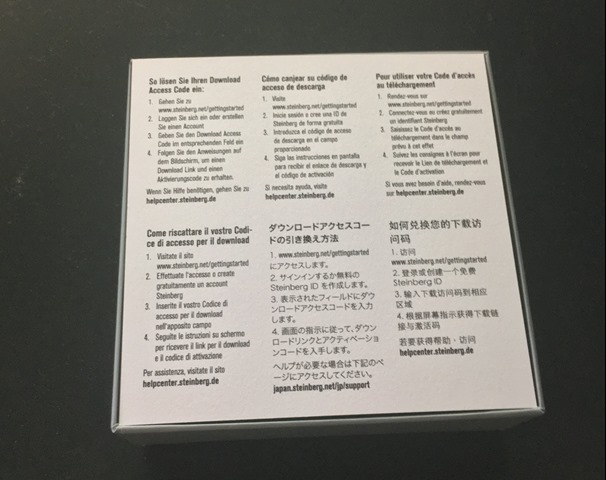 So lösen Sie Ihren Download
Access Code ein:
1. Gehen Sie zu
www.steinberg.net/gettingstarted
2. Loggen Sie sich ein oder erstellen
Sie einen Account
3. Geben Sie den Download Access
Code im entsprechenden Feld ein
4. Folgen Sie den Anweisungen auf
dem Bildschirm, um einen
Download Link und einen
Aktivierungscode zu erhalten.
Wenn Sie Hilfe benötigen, gehen Sie zu
helpcenter.steinberg.de
Cómo canjear su código de
acceso de descarga
1. Visite
www.steinberg.net/gettingstarted
2. Inicie sesión o cree una ID de
Steinberg de forma gratuita
3. Introduzca el código de acceso
de descarga en el campo
proporcionado
4. Siga las instrucciones en pantalla
para recibir el enlace de descarga y
el código de activación
Si necesita ayuda, visite
helpcenter.steinberg.de
Pour utiliser votre Code d'accès
au téléchargement
1. Rendez-vous sur
www.steinberg.net/gettingstarted
2. Connectez-vous ou créez gratuitement
un identifiant Steinberg
3. Saisissez le Code d'accès au
téléchargement dans le champ
prévu à cet effet
4. Suivez les consignes à l'écran pour
recevoir le Lien de téléchargement et
le Code d'activation
Si vous avez besoin d'aide, rendez-vous
sur helpcenter.steinberg.de
Come riscattare il vostro Codi-
ce di accesso per il download
1. Visitate il sito
www.steinberg.net/gettingstarted
2. Effettuate l'accesso o create
gratuitamente un account
Steinberg
3. Inserite il vostro Codice di
accesso per il download
nell'apposito campo
4. Seguite le istruzioni su schermo
per ricevere il link per il download
e il codice di attivazione
Per assistenza, visitate il sito
helpcenter.steinberg.de
ダウンロードアクセスコー
ドの引き換え方法
1. www.steinberg.net/gettingstarted
にアクセスします。
2. サインインするか無料の
Steinberg ID を作成します。
3. 表示されたフィールドにダウ
ンロードアクセスコードを入力
します。
4. 画面の指示に従って、ダウン
ロードリンクとアクティベーショ
ンコードを入手します。
ヘルプが必要な場合は下記のペ
ージにアクセスしてください。
japan.steinberg.net/jp/support
如何兑换您的下载访
问码
1. 访问
www.steinberg.net/gettingstarted
2. 登录或创建一个免费
Steinberg ID
3. 输入下载访问码到相应
区域
4. 根据屏幕指示获得下载链
接与激活码
若要获得帮助，访问
helpcenter.steinberg.de